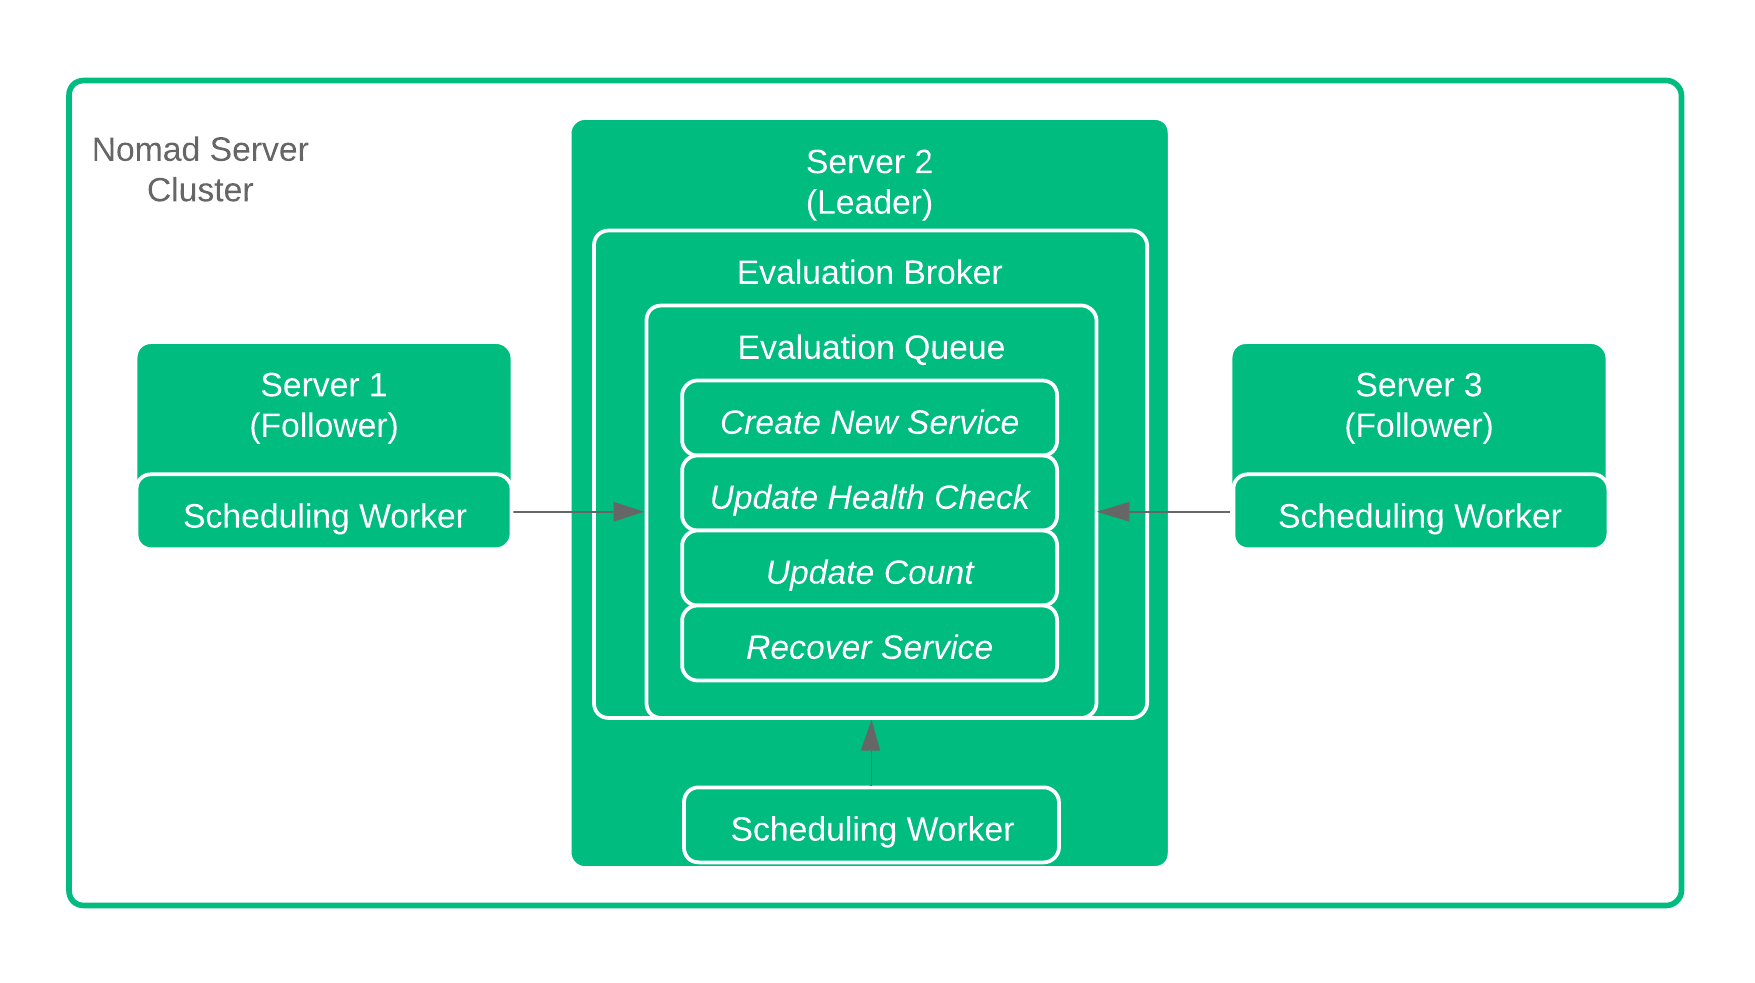 Nomad Server
Cluster
Server 2
(Leader)
Evaluation Broker
Evaluation Queue
Create New Service
Update Health Check
Update Count
Recover Service
Scheduling Worker
Server 1
(Follower)
Scheduling Worker
Server 3
(Follower)
Scheduling Worker